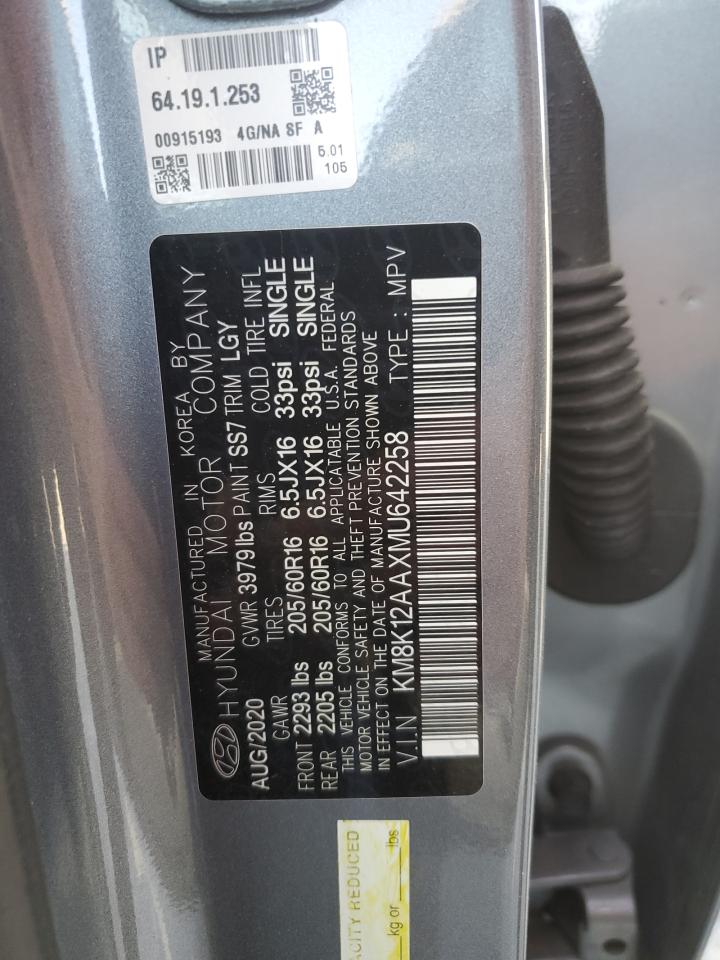 IP
64.19.1.253
00915193 4G/NA 8F A
6.01
105
MANUFACTURED IN KOREA BY
HYUNDAI MOTOR COMPANY
AUG/2020 GVWR 3979lbs PAINT SS7 TRIM LGY
GAWR TIRES RIMS COLD TIRE INFL
FRONT 2293 lbs 205/60R16 6.5JX16 33psi SINGLE
REAR 2205 lbs 205/60R16 6.5JX16 33psi SINGLE
THIS VEHICLE CONFORMS TO ALL APPLICATABLE U.S.A. FEDERAL
MOTOR VEHICLE SAFETY AND THEFT PREVENTION STANDARDS
IN EFFECT ON THE DATE OF MANUFACTURE SHOWN ABOVE
V.I.N KM8K12AAXMU642258 TYPE : MPV
ACITY REDUCED
kg or lbs